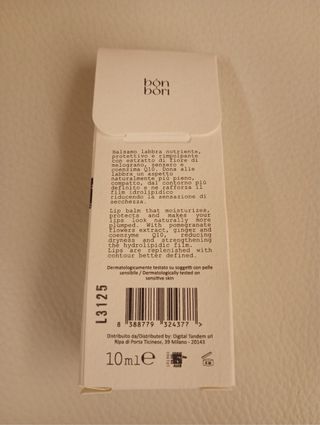 bòn
bori
Balsamo labbra nutriente,
protettivo e rimpolpante
con estratto di fiore di
melograno, zenzero e
coenzima Q10. Dona alle
labbra un aspetto
naturalmente più pieno,
compatto, dal contorno più
definito e ne rafforza il
film idrolipidico
riducendo la sensazione di
secchezza.
Lip balm that moisturizes,
protects and makes your
lips look naturally more
plumped. With pomegranate
flowers extract, ginger and
coenzyme Q10, reducing
dryness and strengthening
the hydrolipidic film.
Lips are replenished with
contour better defined.
Dermatologicamente testato su soggetti con pelle
sensibile / Dermatologically tested on
sensitive skin
L3125
8 388779 324377
Distribuito da/Distributed by: Digital Tandem srl
Ripa di Porta Ticinese, 39 Milano - 20143
10mle